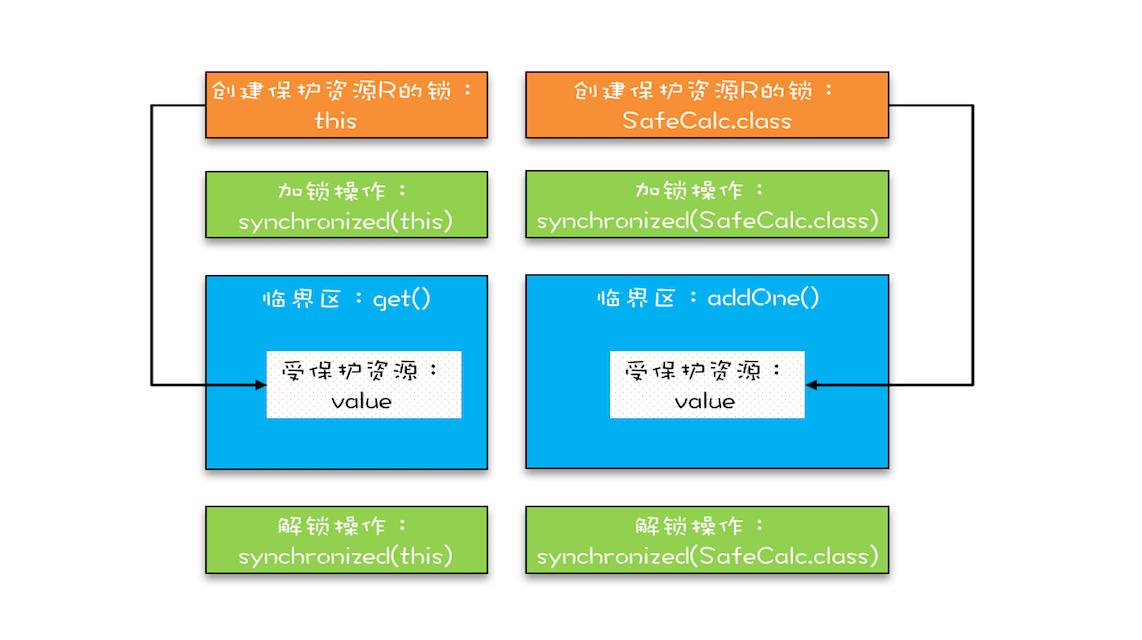 创建保护资源R的锁：
this
创建保护资源R的锁：
SafeCalc.class
加锁操作：
synchronized(this)
加锁操作：
synchronized(SafeCalc.class)
临界区：get()
临界区：addOne()
受保护资源：
value
受保护资源：
value
解锁操作：
synchronized(this)
解锁操作：
synchronized(SafeCalc.class)